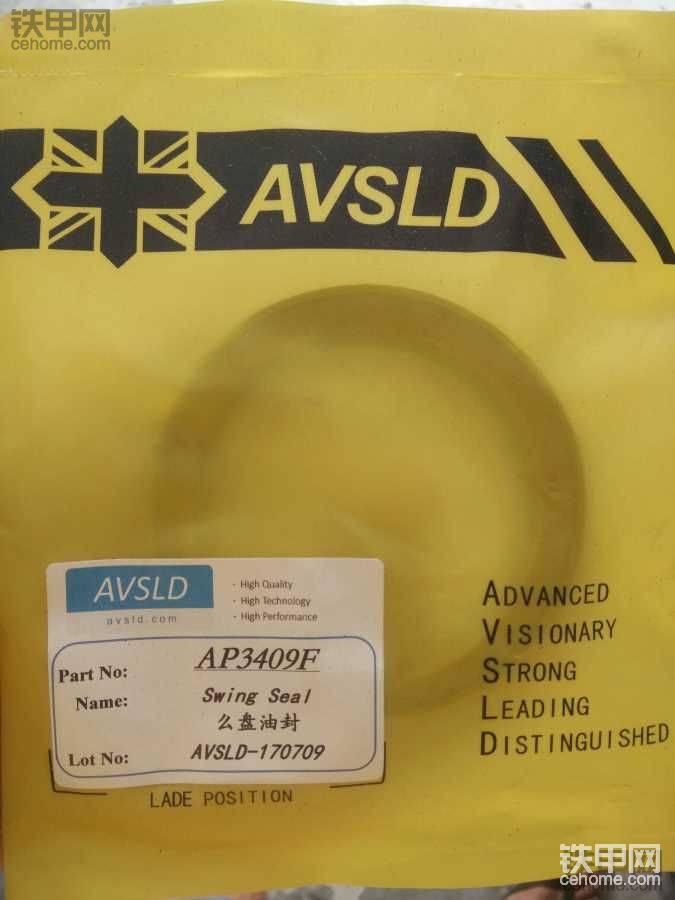 铁甲网
cehome.com
AVSLD
AVSLD
avsld.com
- High Quality
- High Technology
- High Performance
Part No: AP3409F
Name: Swing Seal
么盘油封
Lot No: AVSLD-170709
LADE POSITION
ADVANCED
VISIONARY
STRONG
LEADING
DISTINGUISHED
铁甲网
cehome.com